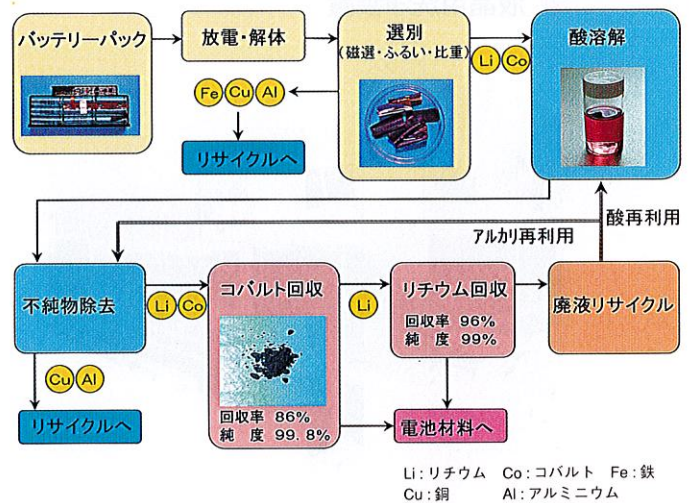 バッテリーパック
放電・解体
選別
(磁選・ふるい・比重)
Li Co
酸溶解
Fe Cu Al
リサイクルへ
アルカリ再利用
酸再利用
不純物除去
Li Co
コバルト回収
回収率 86%
純 度 99.8%
Li
リチウム回収
回収率 96%
純 度 99%
廃液リサイクル
Cu Al
リサイクルへ
電池材料へ
Li:リチウム Co:コバルト Fe:鉄
Cu:銅 Al:アルミニウム